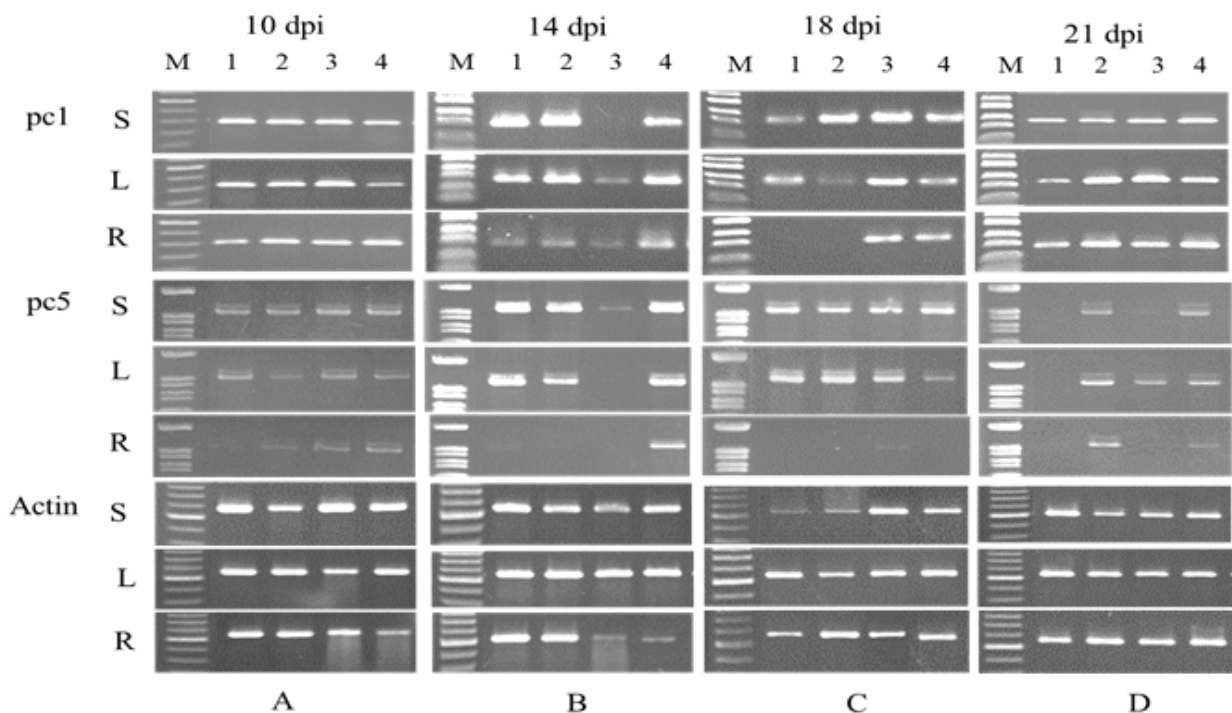 10 dpi 14 dpi 18 dpi 21 dpi
M 1 2 3 4 M 1 2 3 4 M 1 2 3 4 M 1 2 3 4
pc1 S
L
R
pc5 S
L
R
Actin S
L
R
A B C D